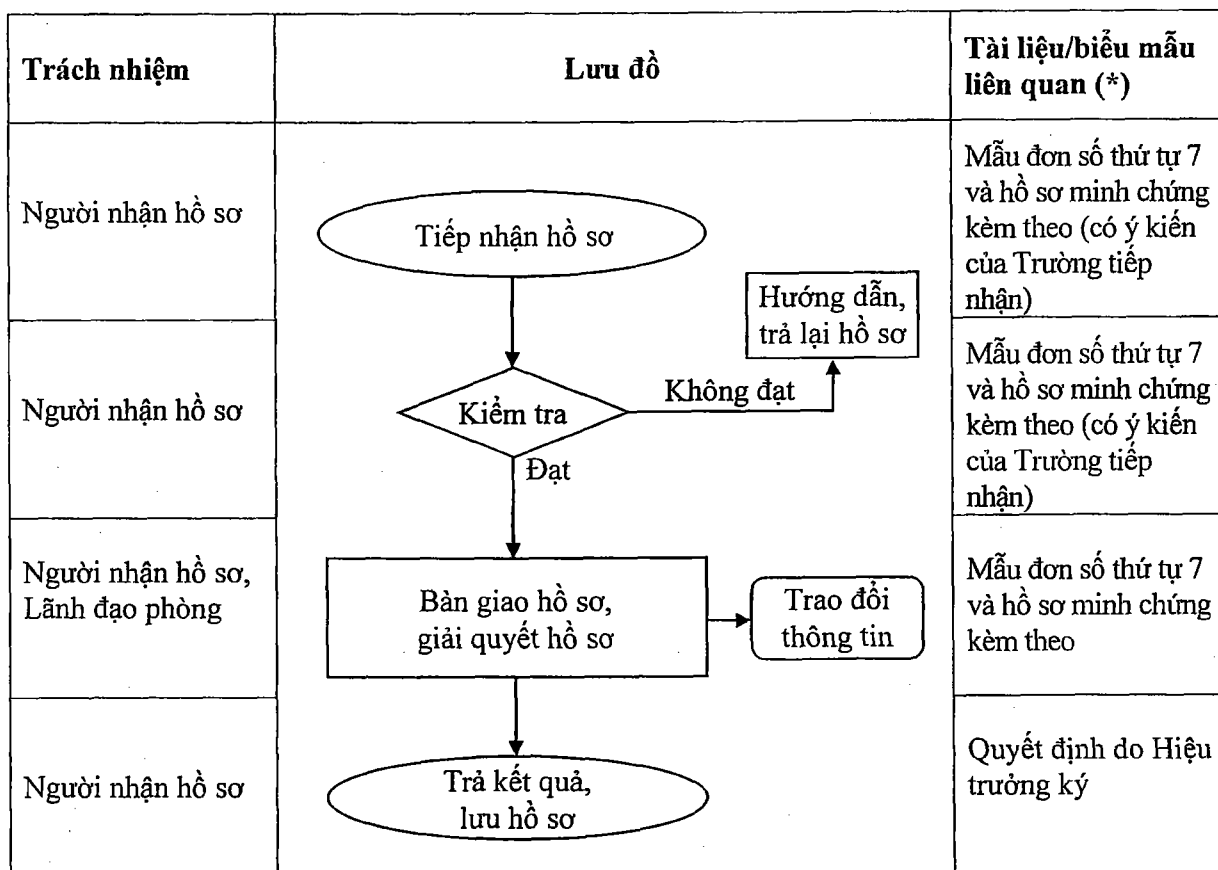 Trách nhiệm
Lưu đồ
Tài liệu/biểu mẫu
liên quan (*)
Người nhận hồ sơ
Tiếp nhận hồ sơ
Mẫu đơn số thứ tự 7
và hồ sơ minh chứng
kèm theo (có ý kiến
của Trường tiếp
nhận)
Hướng dẫn,
trả lại hồ sơ
Người nhận hồ sơ
Kiểm tra
Không đạt
Đạt
Mẫu đơn số thứ tự 7
và hồ sơ minh chứng
kèm theo (có ý kiến
của Trường tiếp
nhận)
Người nhận hồ sơ,
Lãnh đạo phòng
Bàn giao hồ sơ,
giải quyết hồ sơ
Trao đổi
thông tin
Mẫu đơn số thứ tự 7
và hồ sơ minh chứng
kèm theo
Người nhận hồ sơ
Trả kết quả,
lưu hồ sơ
Quyết định do Hiệu
trưởng ký